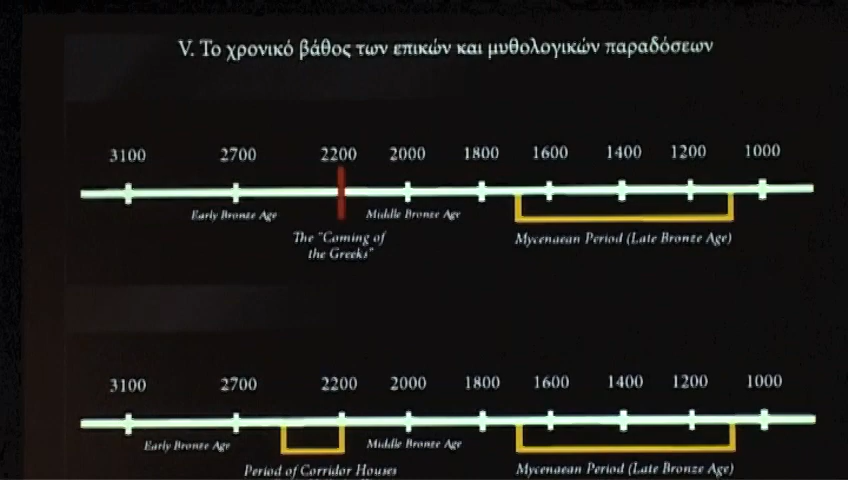 V. Το χρονικό βάθος των επικών και μυθολογικών παραδόσεων
3100 2700 2200 2000 1800 1600 1400 1200 1000
Early Bronze Age Middle Bronze Age
The "Coming of
the Greeks"
Mycenaean Period (Late Bronze Age)
3100 2700 2200 2000 1800 1600 1400 1200 1000
Early Bronze Age Middle Bronze Age
Period of Corridor Houses Mycenaean Period (Late Bronze Age)